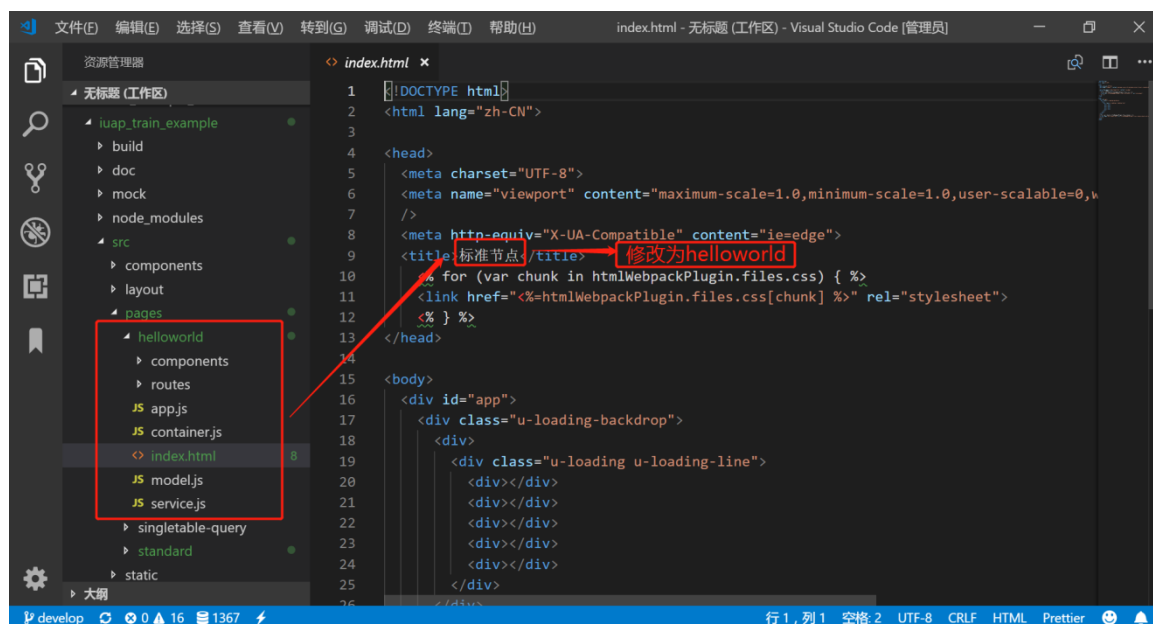 文件(F) 编辑(E) 选择(S) 查看(V) 转到(G) 调试(D) 终端(T) 帮助(H) index.html - 无标题 (工作区) - Visual Studio Code [管理员]
资源管理器
无标题 (工作区)
iuap_train_example
build
doc
mock
node_modules
src
components
layout
pages
helloworld
components
routes
JS app.js
JS container.js
<> index.html 8
JS model.js
JS service.js
singletable-query
standard
static
大纲
<> index.html ×
1 <!DOCTYPE html>
2 <html lang="zh-CN">
3
4 <head>
5 <meta charset="UTF-8">
6 <meta name="viewport" content="maximum-scale=1.0,minimum-scale=1.0,user-scalable=0,w
7 />
8 <meta http-equiv="X-UA-Compatible" content="ie=edge">
9 <title>标准节点</title> 修改为helloworld
10 <% for (var chunk in htmlWebpackPlugin.files.css) { %>
11 <link href="<%=htmlWebpackPlugin.files.css[chunk] %>" rel="stylesheet">
12 <% } %>
13 </head>
14
15 <body>
16 <div id="app">
17 <div class="u-loading-backdrop">
18 <div>
19 <div class="u-loading u-loading-line">
20 <div></div>
21 <div></div>
22 <div></div>
23 <div></div>
24 <div></div>
25 </div>
26 </div>
develop 0 16 1367 行 1，列 1 空格: 2 UTF-8 CRLF HTML Prettier